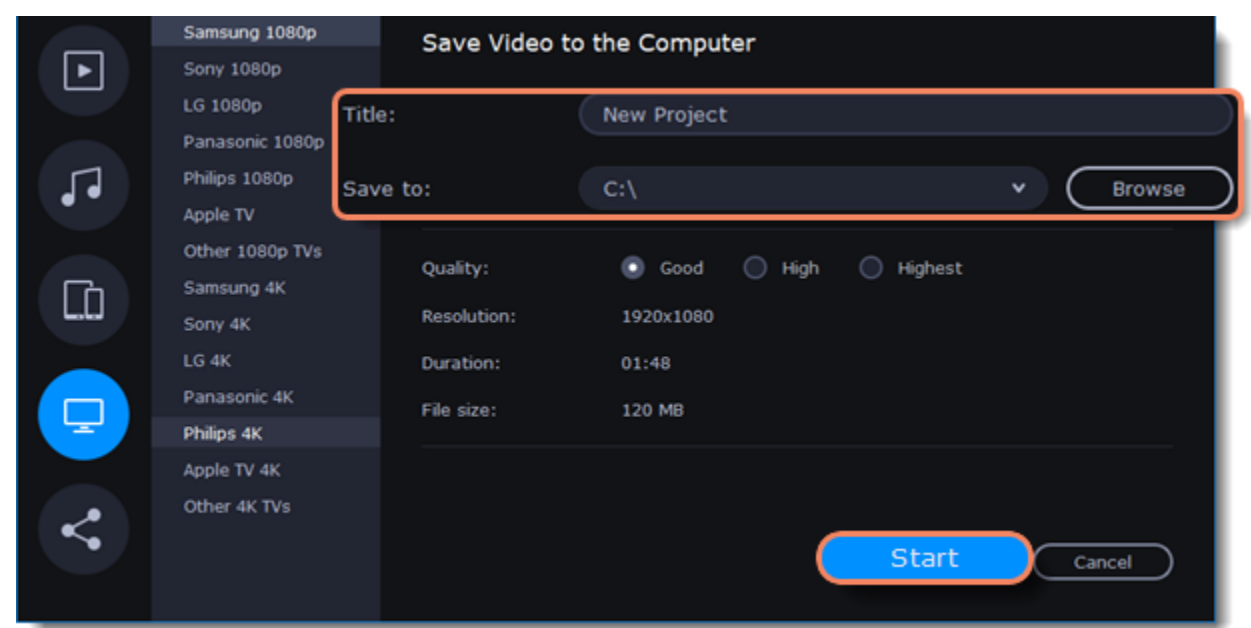 Samsung 1080p
Sony 1080p
LG 1080p
Panasonic 1080p
Philips 1080p
Apple TV
Other 1080p TVs
Samsung 4K
Sony 4K
LG 4K
Panasonic 4K
Philips 4K
Apple TV 4K
Other 4K TVs
Save Video to the Computer
Title: New Project
Save to: C:\ Browse
Quality: Good High Highest
Resolution: 1920x1080
Duration: 01:48
File size: 120 MB
Start Cancel